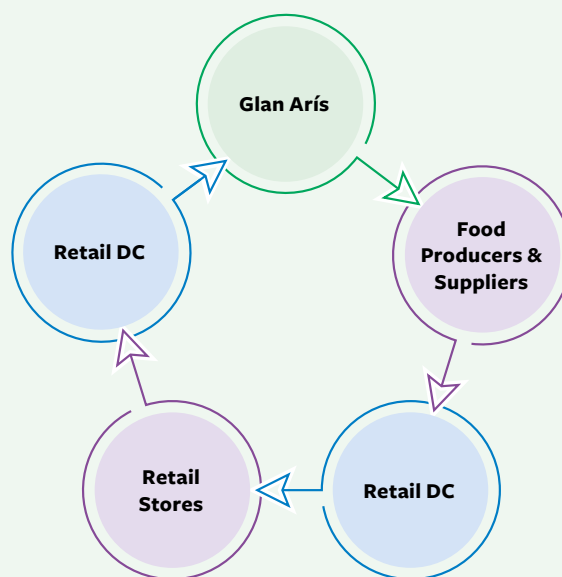 Glan Arís
Food
Producers &
Suppliers
Retail DC
Retail
Stores
Retail DC